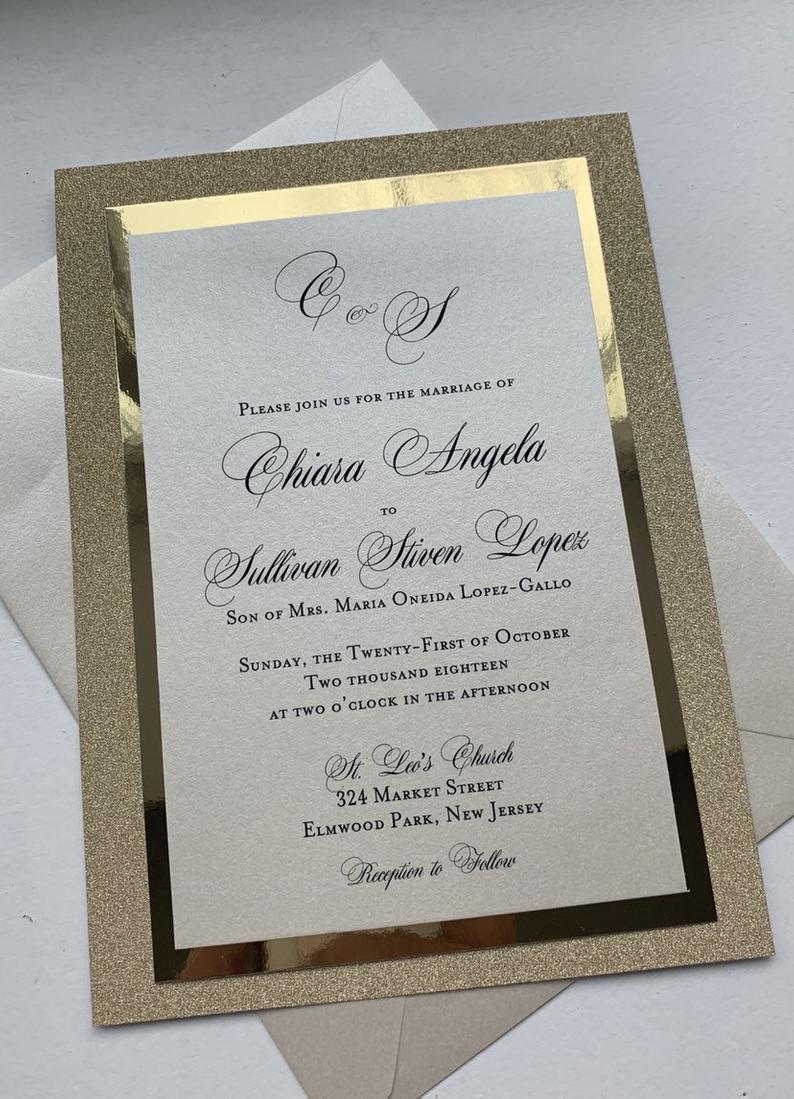 C & S
Please join us for the marriage of
Chiara Angela
to
Sullivan Stiven Lopez
Son of Mrs. Maria Oneida Lopez-Gallo
Sunday, the Twenty-First of October
Two thousand eighteen
at two o'clock in the afternoon
St. Leo's Church
324 Market Street
Elmwood Park, New Jersey
Reception to Follow